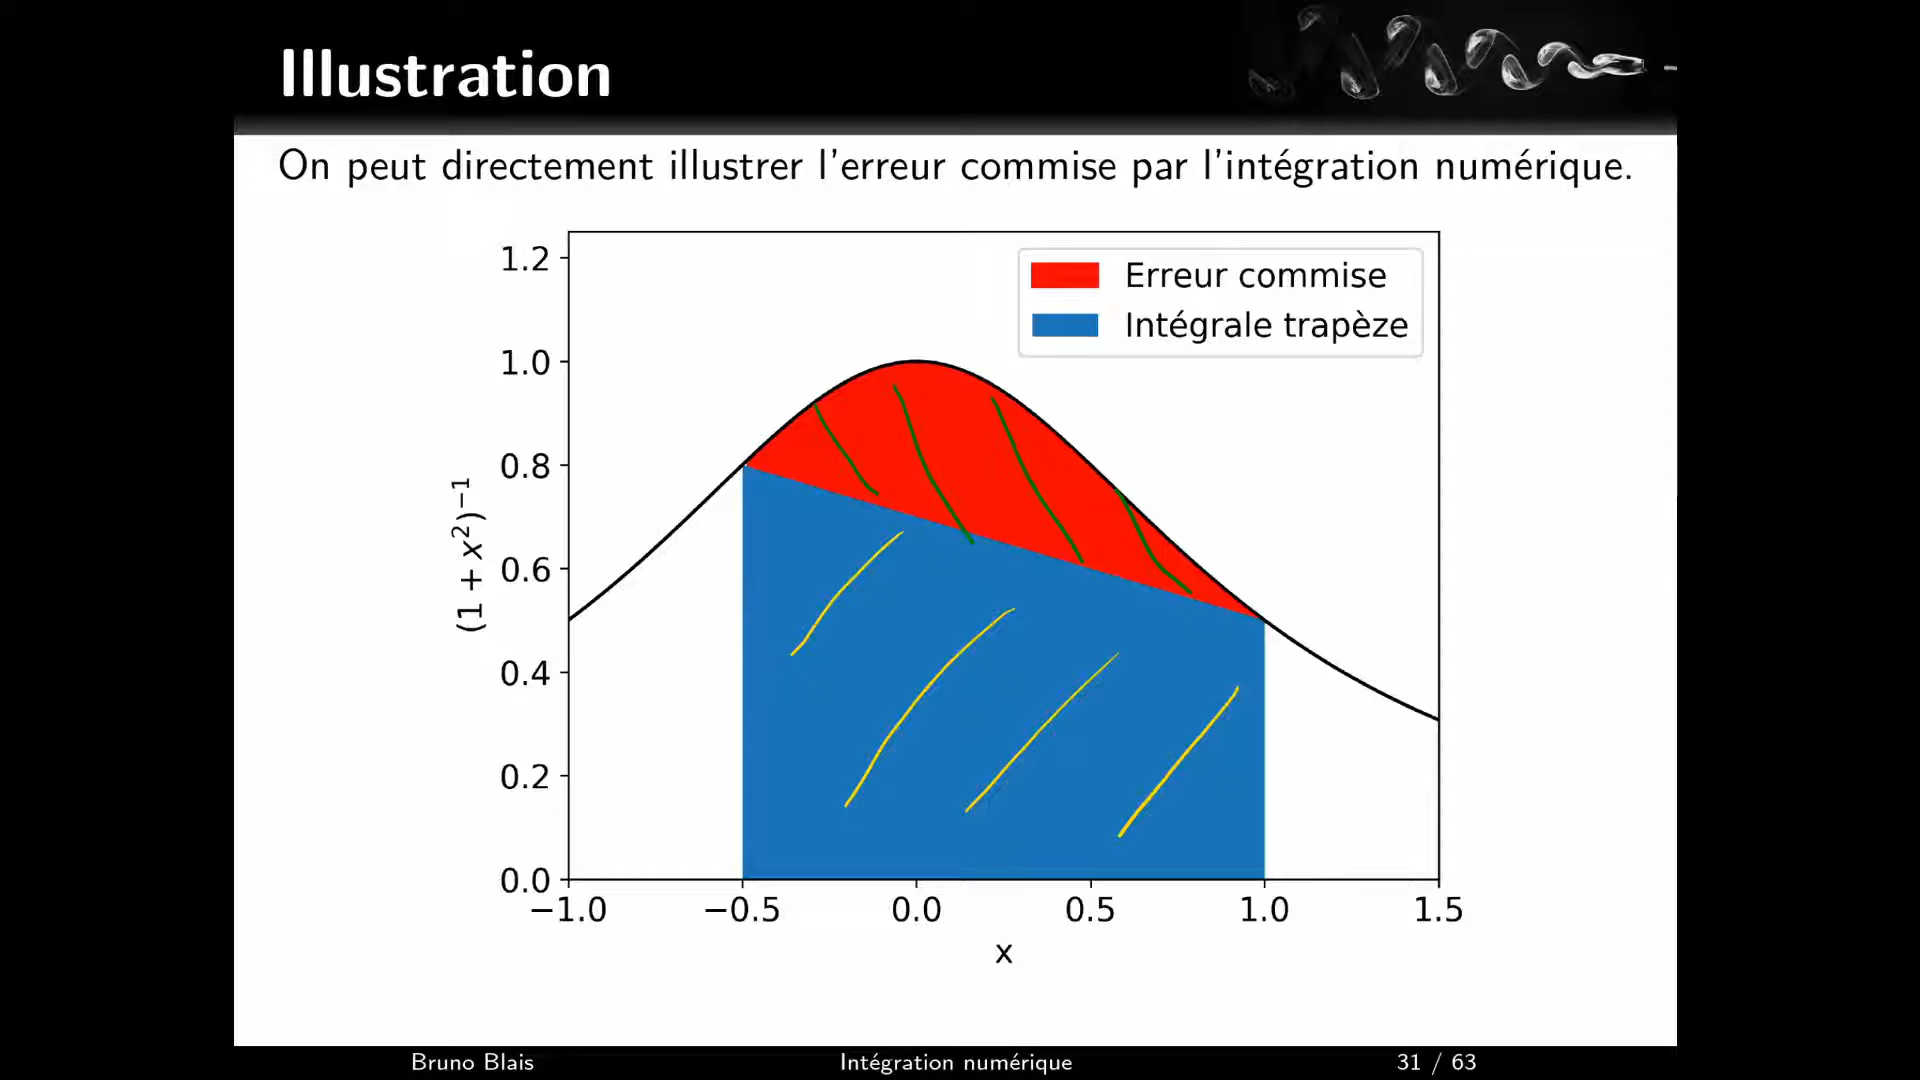 Illustration
On peut directement illustrer l'erreur commise par l'intégration numérique.
Erreur commise
Intégrale trapèze
1.2
1.0
0.8
0.6
0.4
0.2
0.0
(1 + x²)⁻¹
−1.0 −0.5 0.0 0.5 1.0 1.5
x
Bruno Blais Intégration numérique 31 / 63